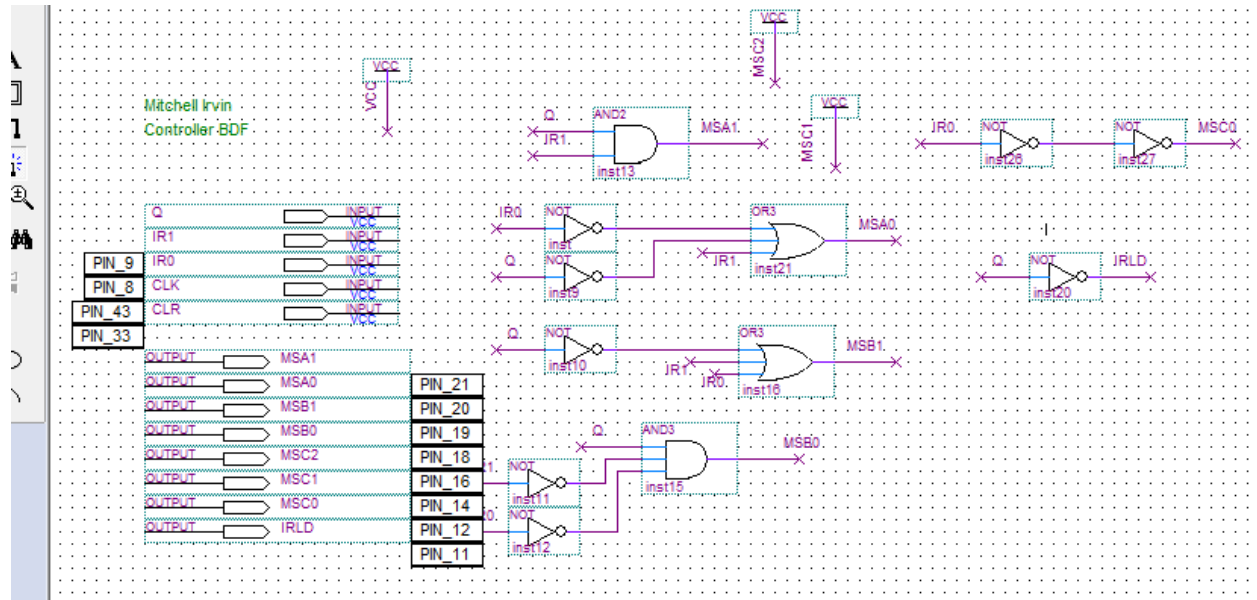 VCC
MSC2
VCC
VCC
VCC
MSC1
Mitchell Irvin
Controller BDF
Q
IR1
AND2
MSA1
inst13
IR0
NOT
inst26
NOT
inst27
MSC0
Q INPUT VCC
IR1 INPUT VCC
PIN_9 IR0 INPUT VCC
PIN_8 CLK INPUT VCC
PIN_43 CLR INPUT VCC
PIN_33
IR0
NOT
inst
Q
NOT
inst9
IR1
OR3
inst21
MSA0
Q
NOT
inst20
IRLD
Q
NOT
inst10
IR1
IR0
OR3
inst16
MSB1
OUTPUT MSA1
OUTPUT MSA0 PIN_21
OUTPUT MSB1 PIN_20
OUTPUT MSB0 PIN_19
OUTPUT MSC2 PIN_18
OUTPUT MSC1 PIN_16
OUTPUT MSC0 PIN_14
OUTPUT IRLD PIN_12
PIN_11
Q
AND3
inst15
MSB0
NOT
inst11
NOT
inst12